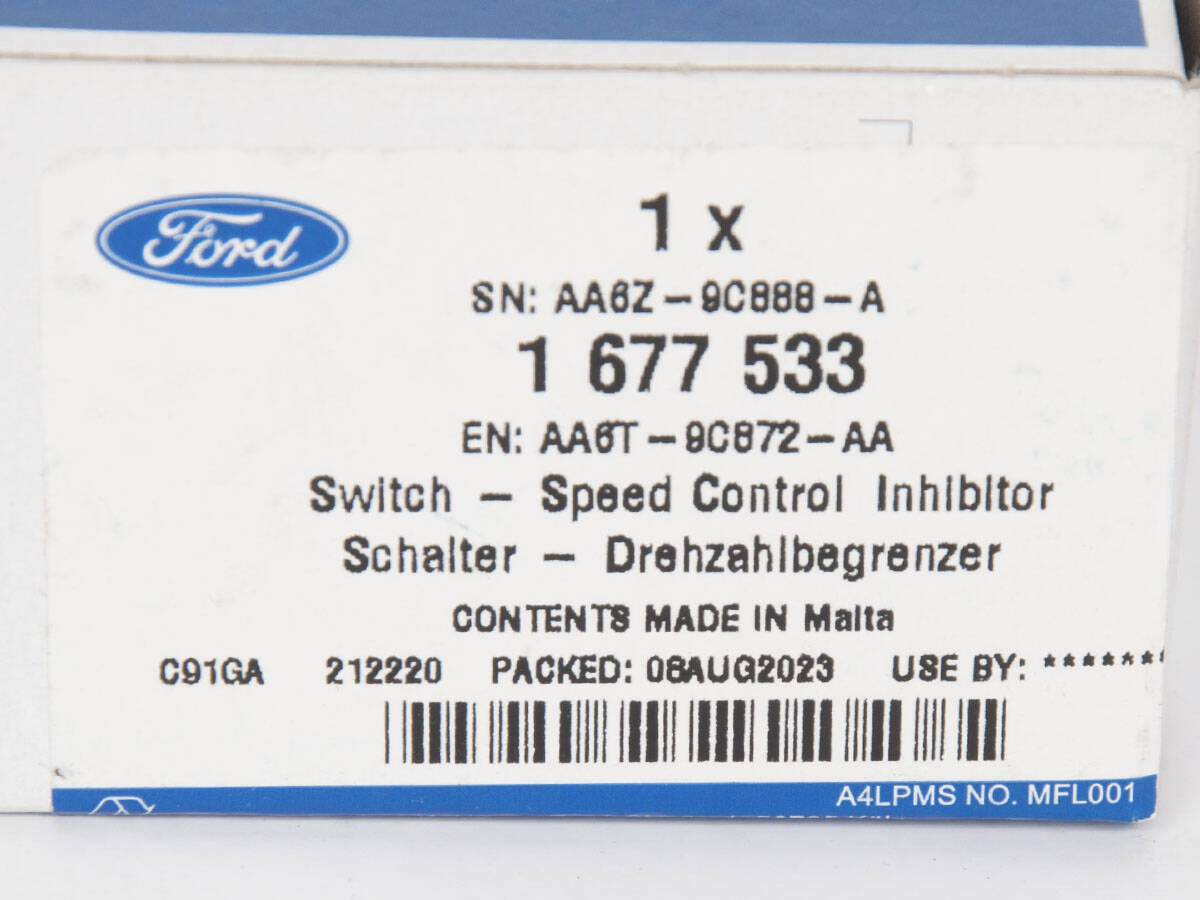 Ford
1 x
SN: AA6Z-9C888-A
1 677 533
EN: AA6T-9C872-AA
Switch - Speed Control Inhibitor
Schalter - Drehzahlbegrenzer
CONTENTS MADE IN Malta
C91GA 212220 PACKED: 08AUG2023 USE BY: *******
A4LPMS NO. MFL001